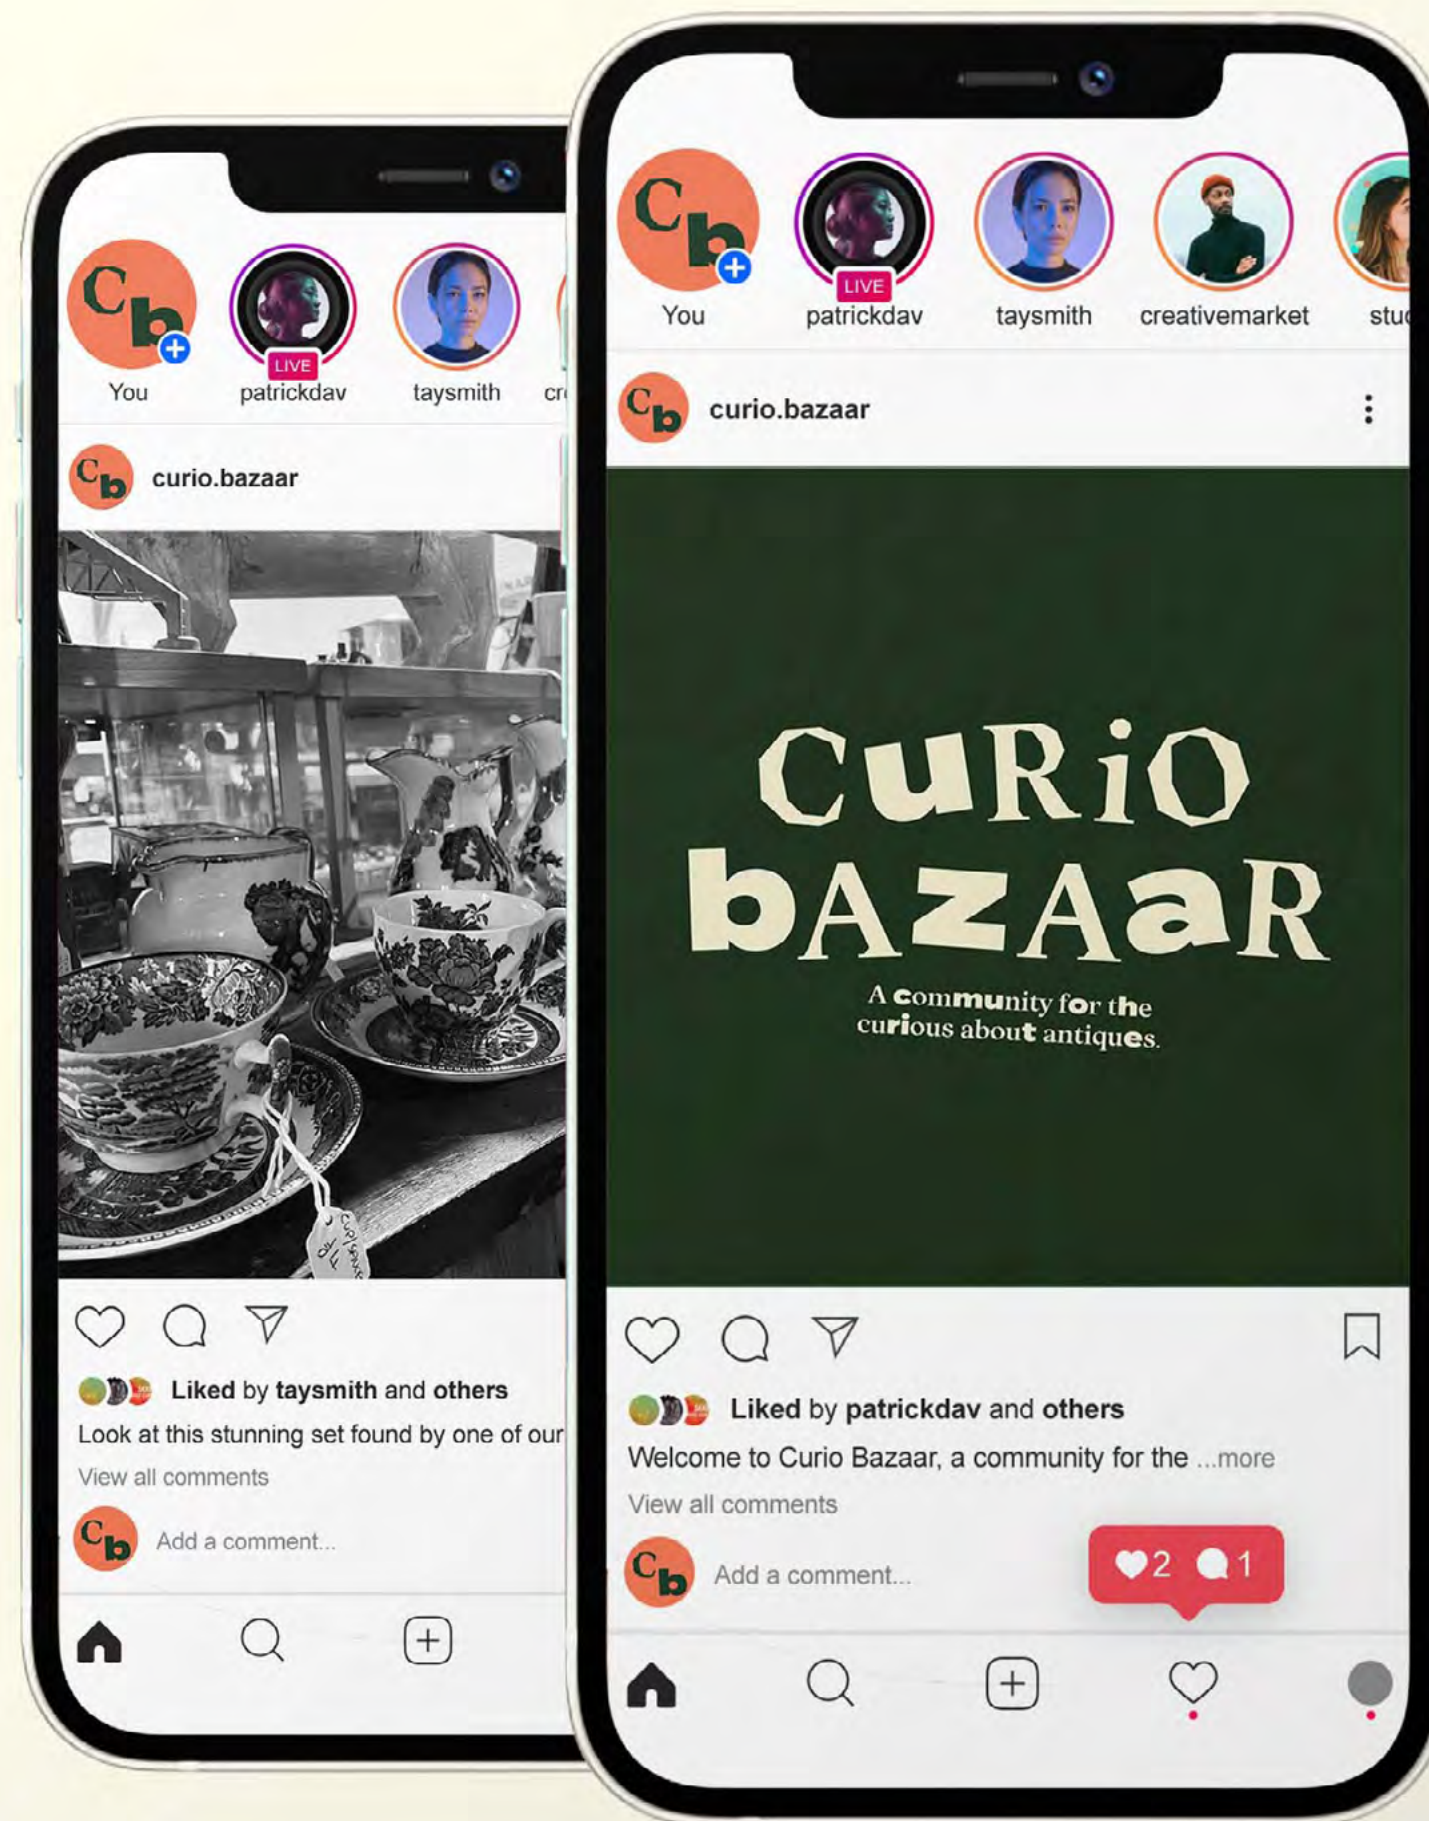 Cb
You
LIVE
patrickdav
taysmith
curio.bazaar
Cb
Liked by taysmith and others
Look at this stunning set found by one of our
View all comments
Cb
Add a comment...
Cb
You
LIVE
patrickdav
taysmith
creativemarket
Cb
curio.bazaar
CuRiO
bAzAaR
A community for the
curious about antiques.
Liked by patrickdav and others
Welcome to Curio Bazaar, a community for the ...more
View all comments
2 1
Cb
Add a comment...